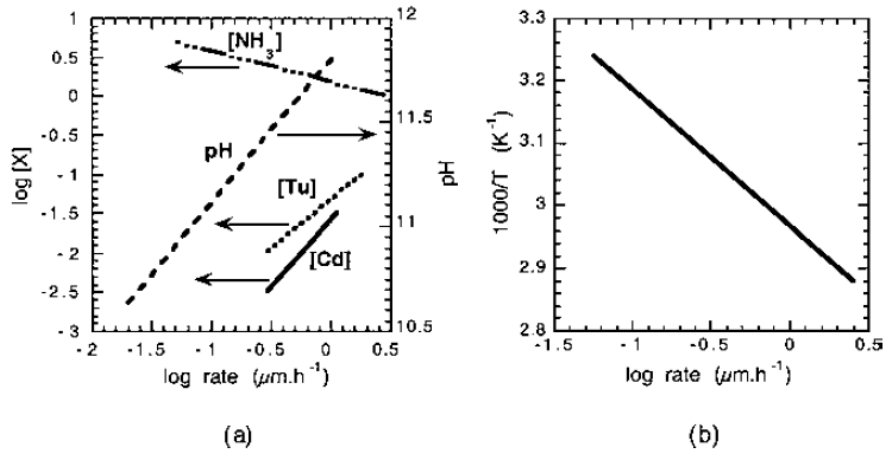 1
0.5
0
- 0.5
- 1
- 1.5
- 2
- 2.5
- 3
log [X]
[NH3]
pH
[Tu]
[Cd]
12
11.5
11
10.5
pH
- 2 - 1.5 - 1 - 0.5 0 0.5
log rate (μm.h-1)
(a)
3.3
3.2
3.1
3
2.9
2.8
1000/T (K-1)
- 1.5 - 1 - 0.5 0 0.5
log rate (μm.h-1)
(b)